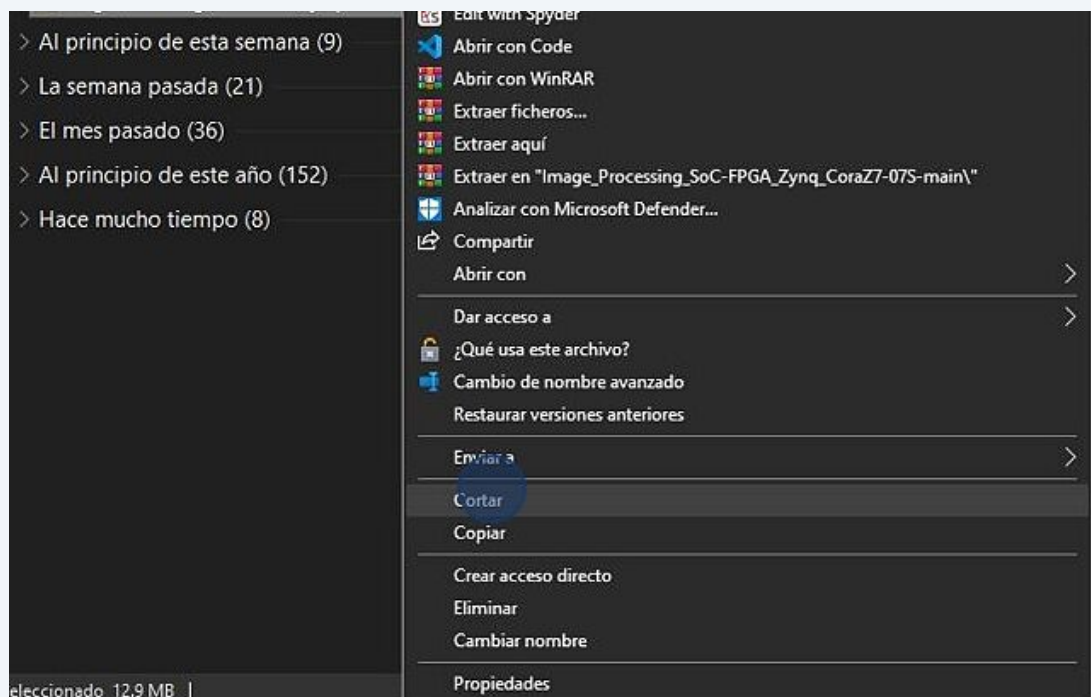 Edit with Spyder
> Al principio de esta semana (9)
Abrir con Code
Abrir con WinRAR
> La semana pasada (21)
Extraer ficheros...
> El mes pasado (36)
Extraer aquí
> Al principio de este año (152)
Extraer en "Image_Processing_SoC-FPGA_Zynq_CoraZ7-07S-main\"
> Hace mucho tiempo (8)
Analizar con Microsoft Defender...
Compartir
Abrir con
Dar acceso a
¿Qué usa este archivo?
Cambio de nombre avanzado
Restaurar versiones anteriores
Enviar a
Cortar
Copiar
Crear acceso directo
Eliminar
Cambiar nombre
Propiedades
eleccionado 12,9 MB